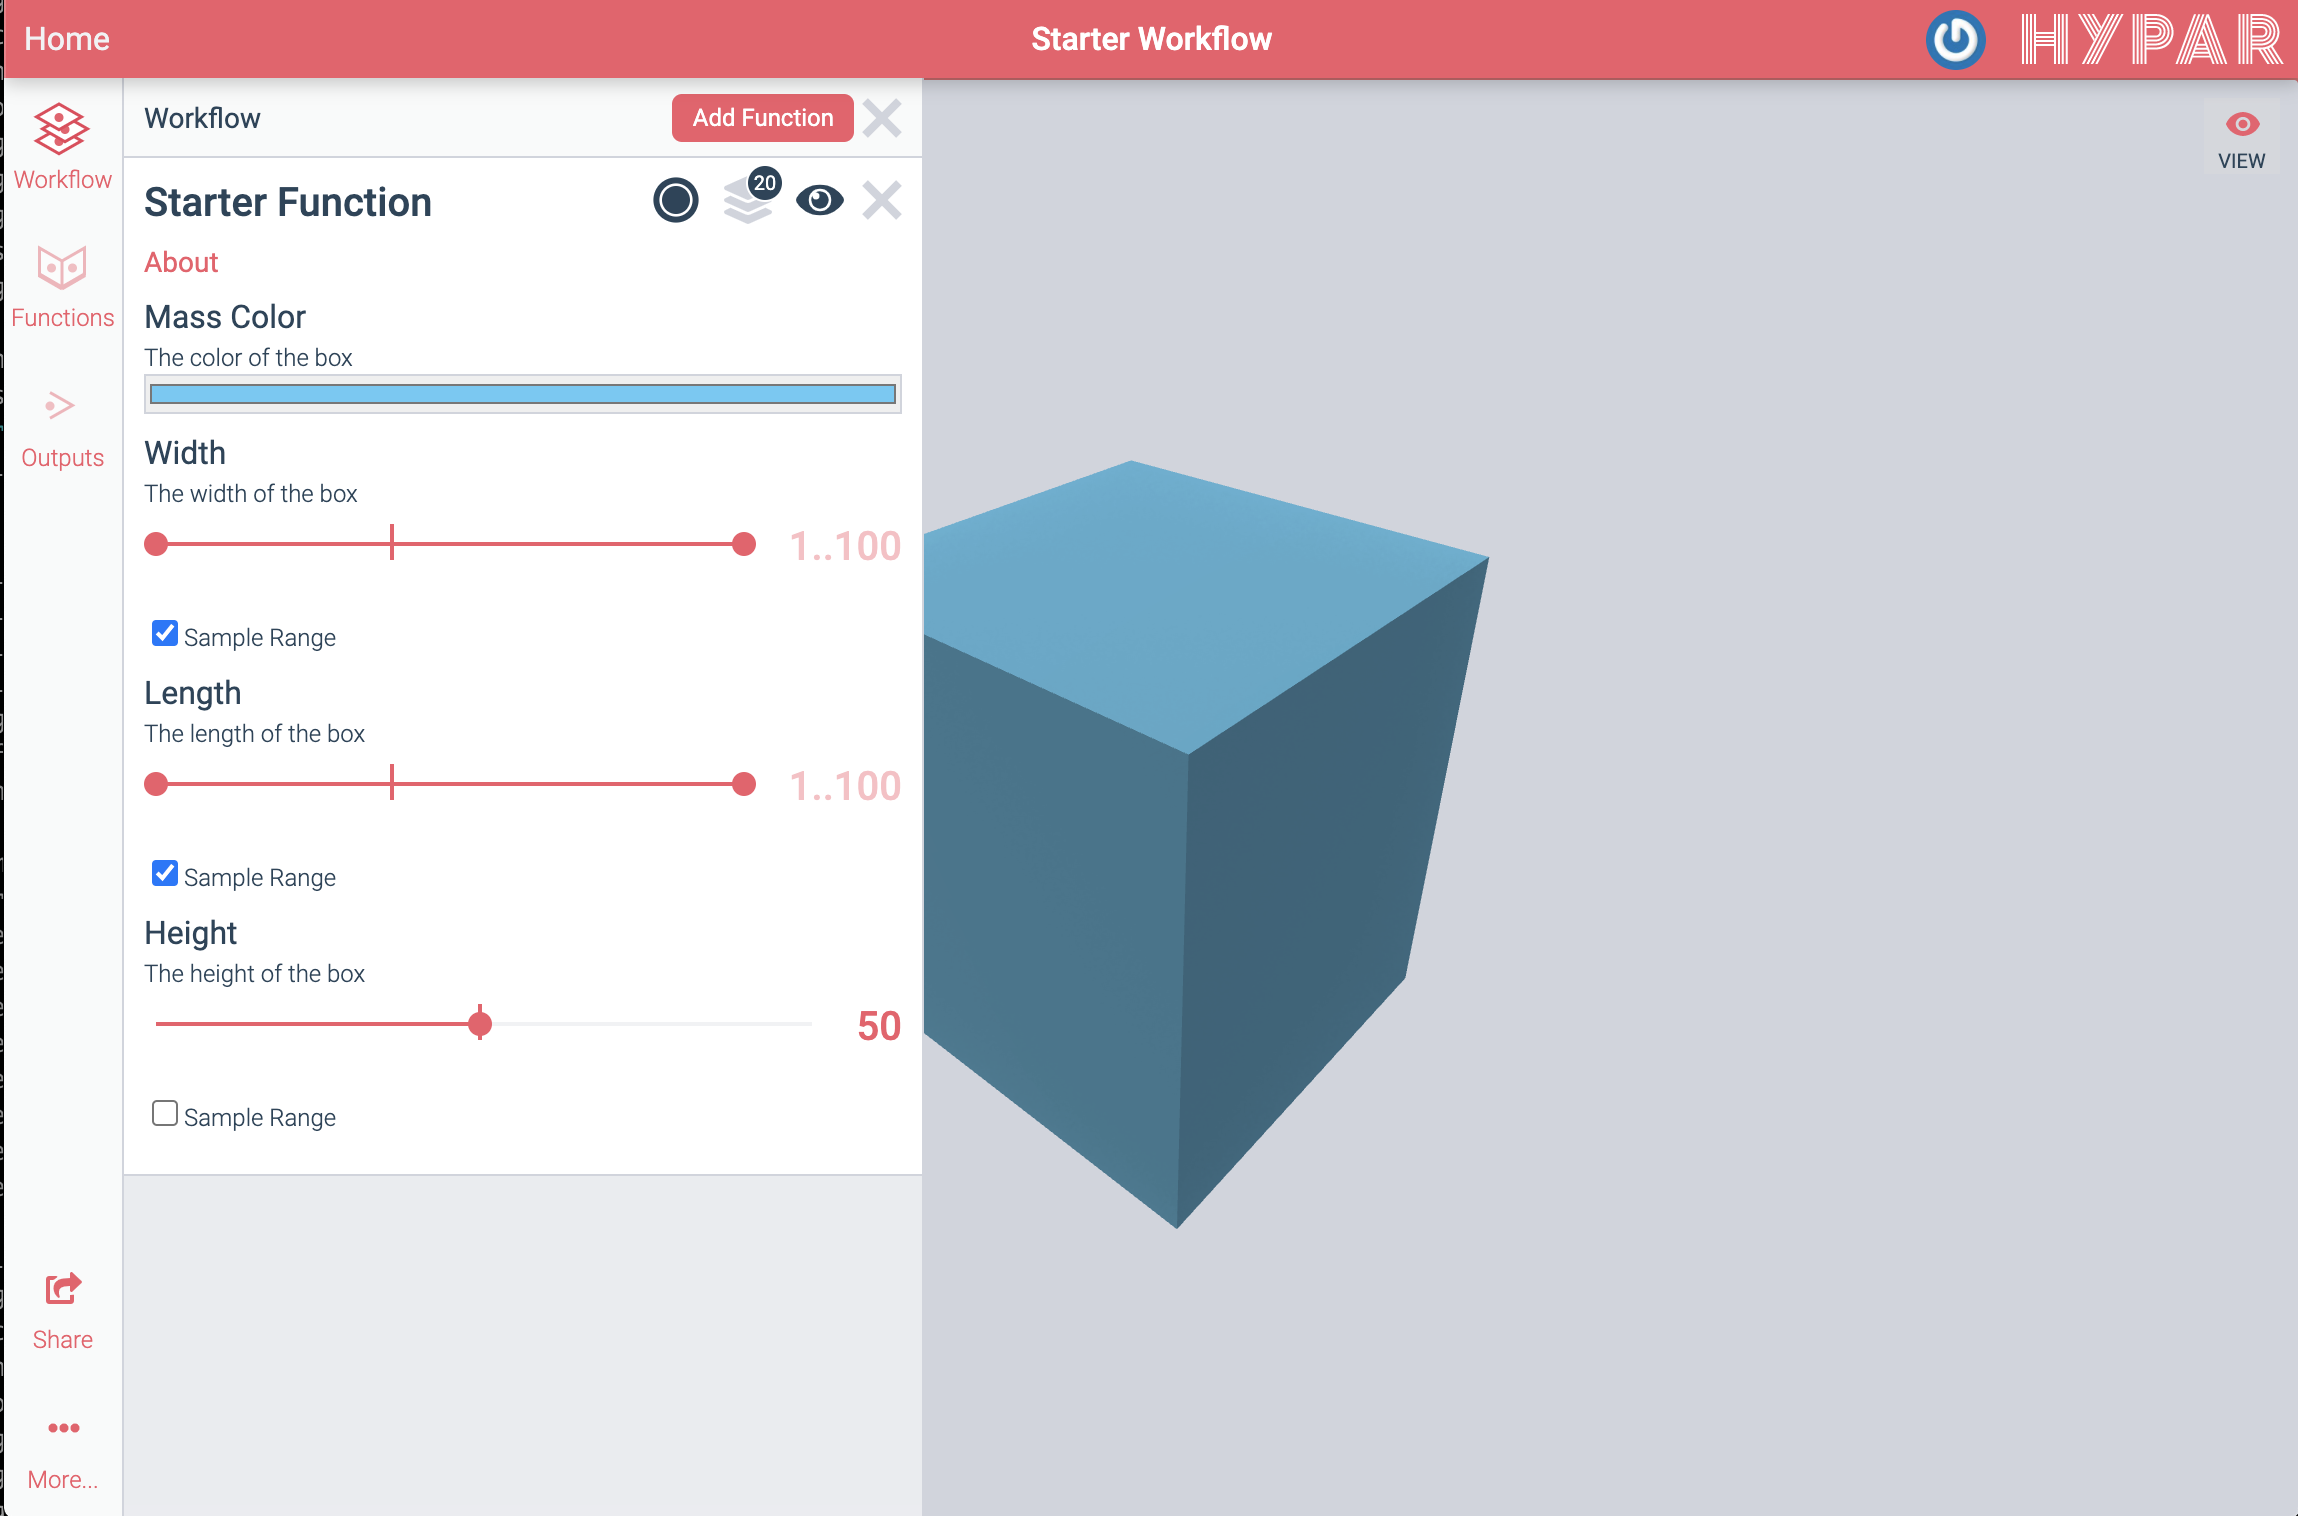 Home
Starter Workflow
HYPAR
Workflow
Functions
Outputs
Share
More...
Workflow
Add Function
Starter Function
20
About
Mass Color
The color of the box
Width
The width of the box
1..100
Sample Range
Length
The length of the box
1..100
Sample Range
Height
The height of the box
50
Sample Range
VIEW